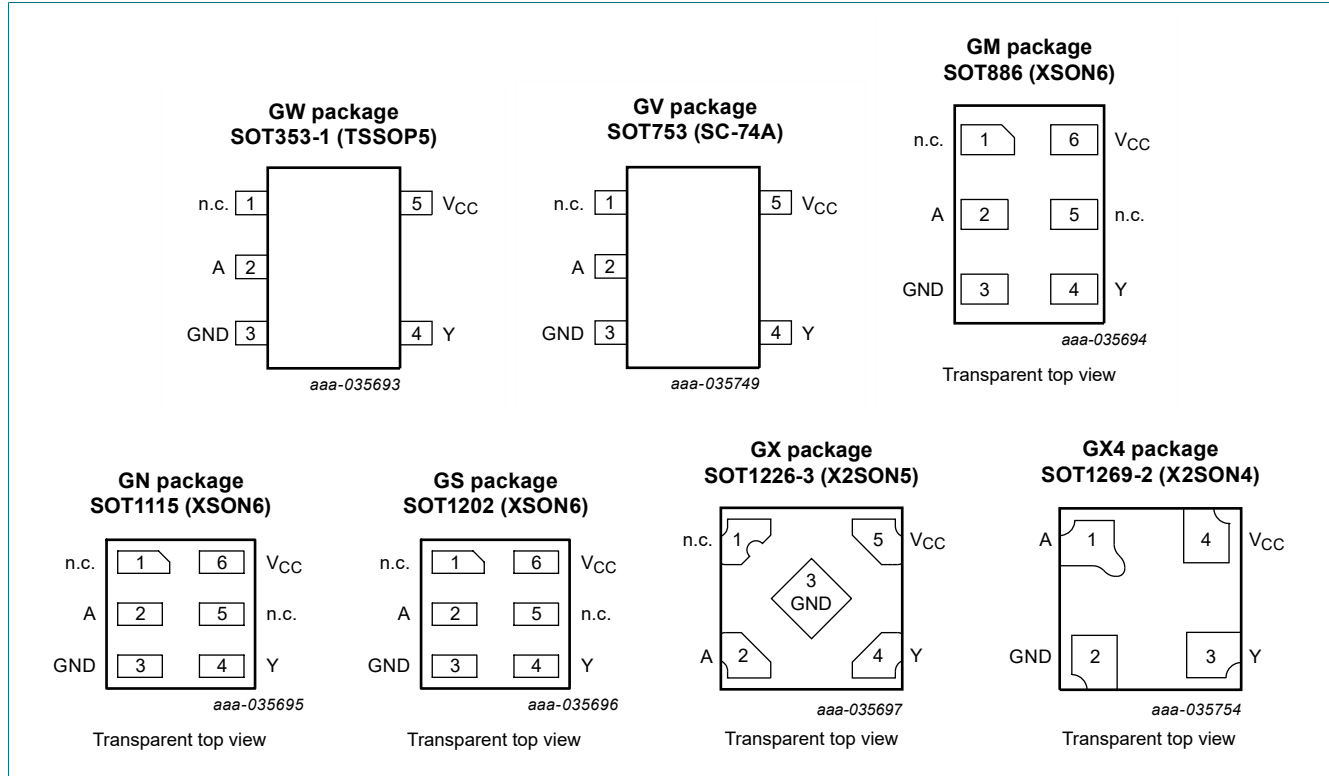 GW package
SOT353-1 (TSSOP5)
n.c. 1
5 VCC
A 2
GND 3
4 Y
aaa-035693
GV package
SOT753 (SC-74A)
n.c. 1
5 VCC
A 2
GND 3
4 Y
aaa-035749
GM package
SOT886 (XSON6)
n.c. 1 6 VCC
A 2 5 n.c.
GND 3 4 Y
aaa-035694
Transparent top view
GN package
SOT1115 (XSON6)
n.c. 1 6 VCC
A 2 5 n.c.
GND 3 4 Y
aaa-035695
Transparent top view
GS package
SOT1202 (XSON6)
n.c. 1 6 VCC
A 2 5 n.c.
GND 3 4 Y
aaa-035696
Transparent top view
GX package
SOT1226-3 (X2SON5)
n.c. 1 5 VCC
3
GND
A 2 4 Y
aaa-035697
Transparent top view
GX4 package
SOT1269-2 (X2SON4)
A 1 4 VCC
GND 2 3 Y
aaa-035754
Transparent top view